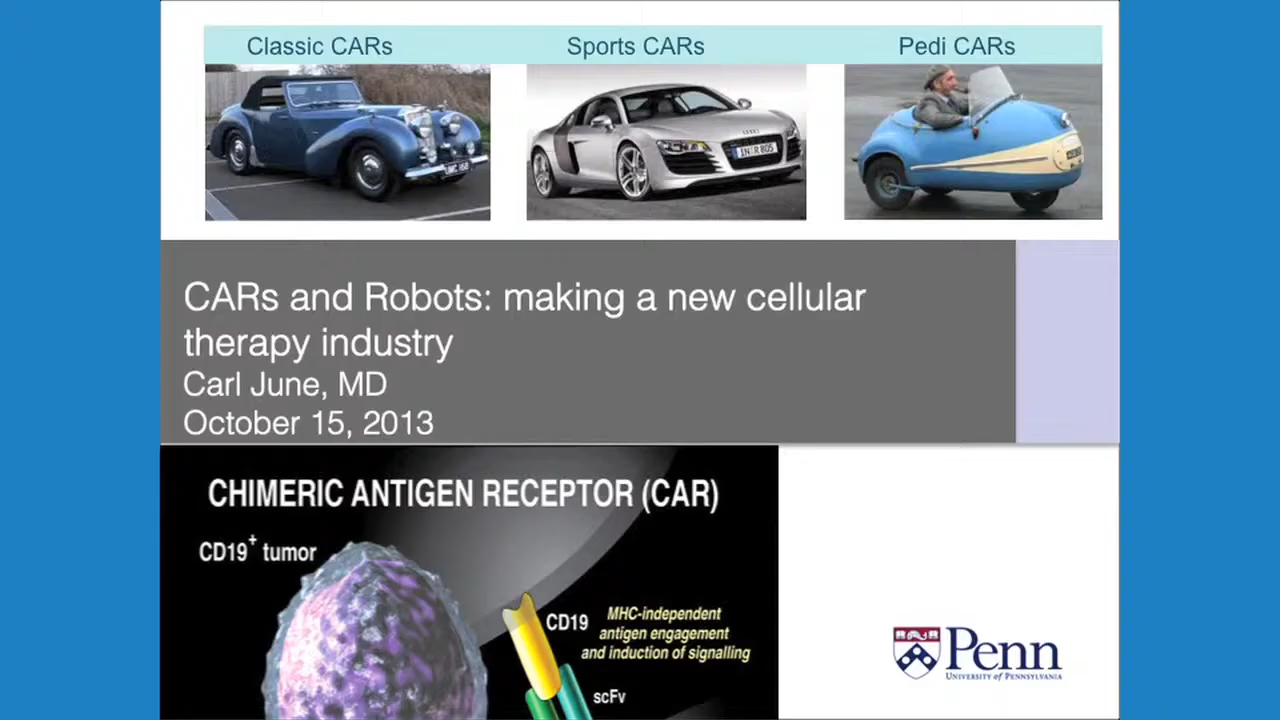 Classic CARs
Sports CARs
Pedi CARs
IN R 805
CARs and Robots: making a new cellular
therapy industry
Carl June, MD
October 15, 2013
CHIMERIC ANTIGEN RECEPTOR (CAR)
CD19+ tumor
CD19
MHC-independent
antigen engagement
and induction of signalling
scFv
Penn
UNIVERSITY of PENNSYLVANIA